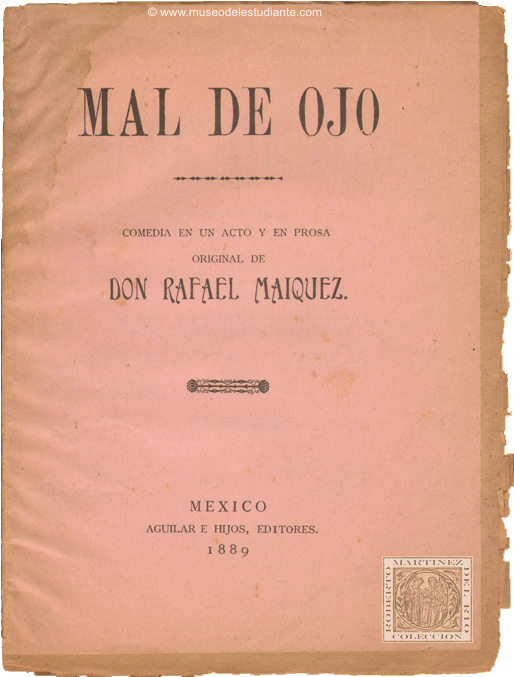 © www.museodelestudiante.com
MAL DE OJO
COMEDIA EN UN ACTO Y EN PROSA
ORIGINAL DE
DON RAFAEL MAIQUEZ.
MEXICO
AGUILAR E HIJOS, EDITORES.
1889
ROBERTO MARTINEZ DEL RIO
COLECCION